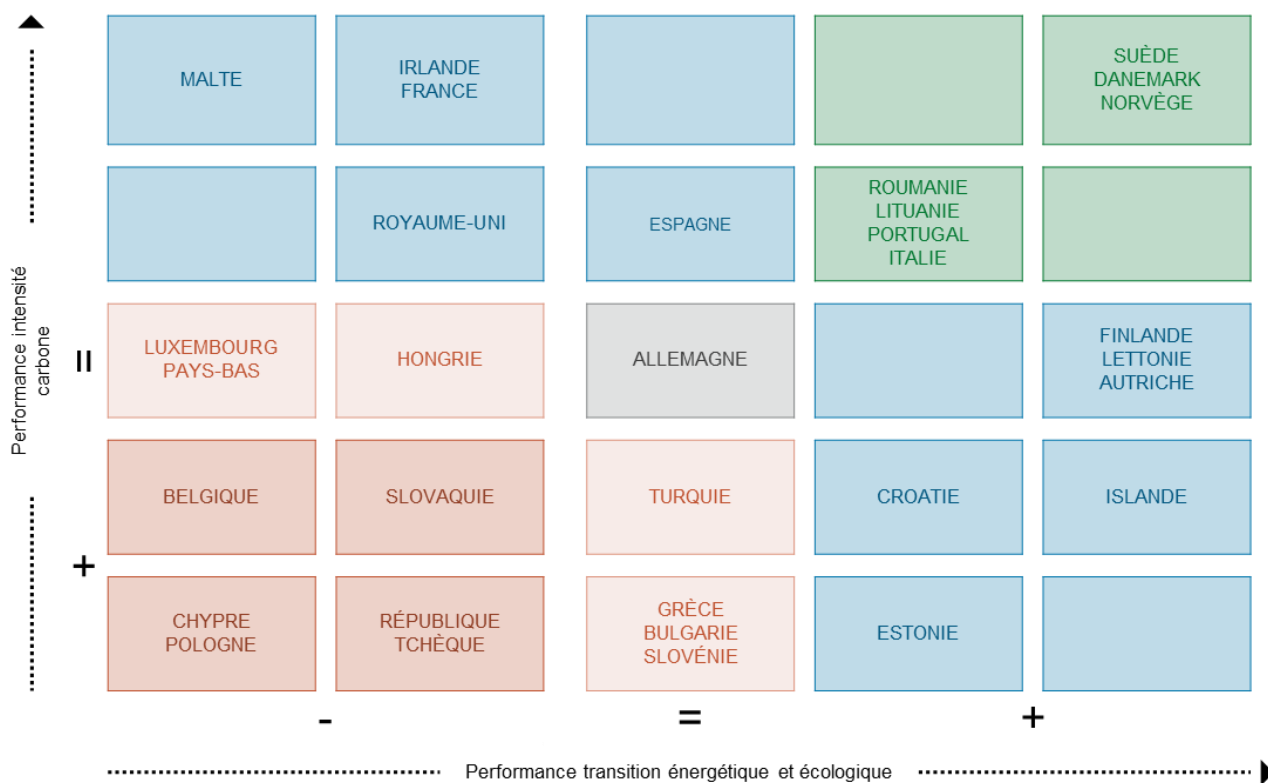 MALTE
IRLANDE
FRANCE
SUÈDE
DANEMARK
NORVÈGE
ROYAUME-UNI
ESPAGNE
ROUMANIE
LITUANIE
PORTUGAL
ITALIE
Performance intensité
carbone
=
LUXEMBOURG
PAYS-BAS
HONGRIE
ALLEMAGNE
FINLANDE
LETTONIE
AUTRICHE
BELGIQUE
SLOVAQUIE
TURQUIE
CROATIE
ISLANDE
+
CHYPRE
POLOGNE
RÉPUBLIQUE
TCHÈQUE
GRÈCE
BULGARIE
SLOVÉNIE
ESTONIE
- = +
Performance transition énergétique et écologique